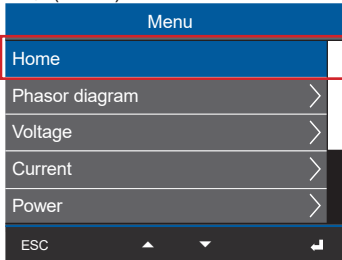 Menu
Home
Phasor diagram
Voltage
Current
Power
ESC